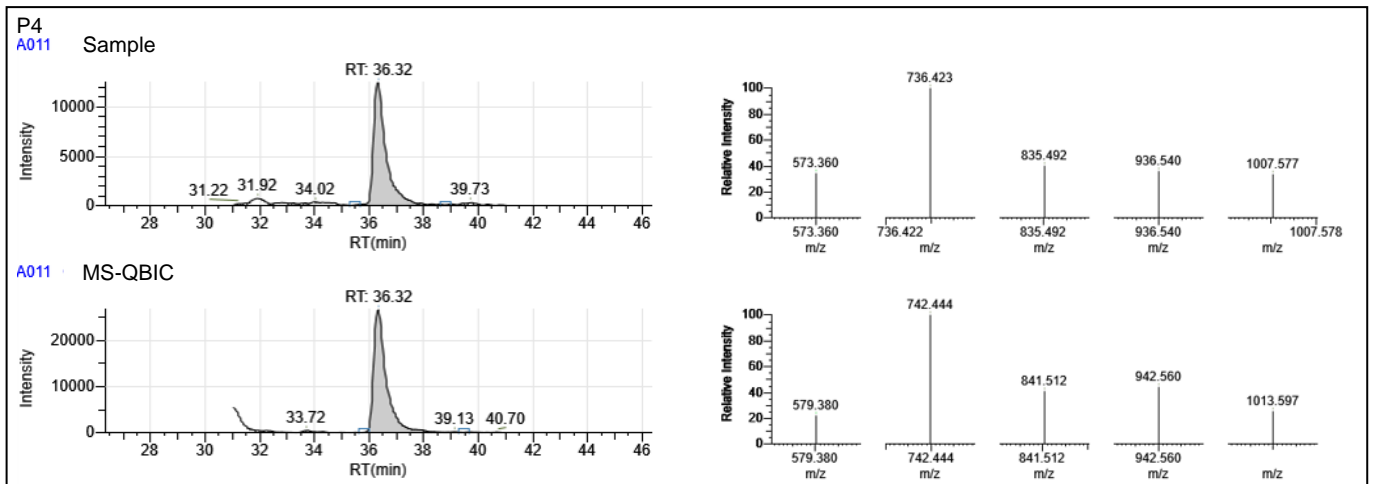 P4
A011 Sample
RT: 36.32
10000
5000
0
Intensity
31.22 31.92 34.02 39.73
28 30 32 34 36 38 40 42 44 46
RT(min)
100
80
60
40
20
0
Relative Intensity
573.360
736.423
835.492
936.540
1007.577
573.360 736.422 835.492 936.540 1007.578
m/z m/z m/z m/z m/z
A011 MS-QBIC
RT: 36.32
20000
10000
0
Intensity
33.72 39.13 40.70
28 30 32 34 36 38 40 42 44 46
RT(min)
100
80
60
40
20
0
Relative Intensity
579.380
742.444
841.512
942.560
1013.597
579.380 742.444 841.512 942.560
m/z m/z m/z m/z m/z